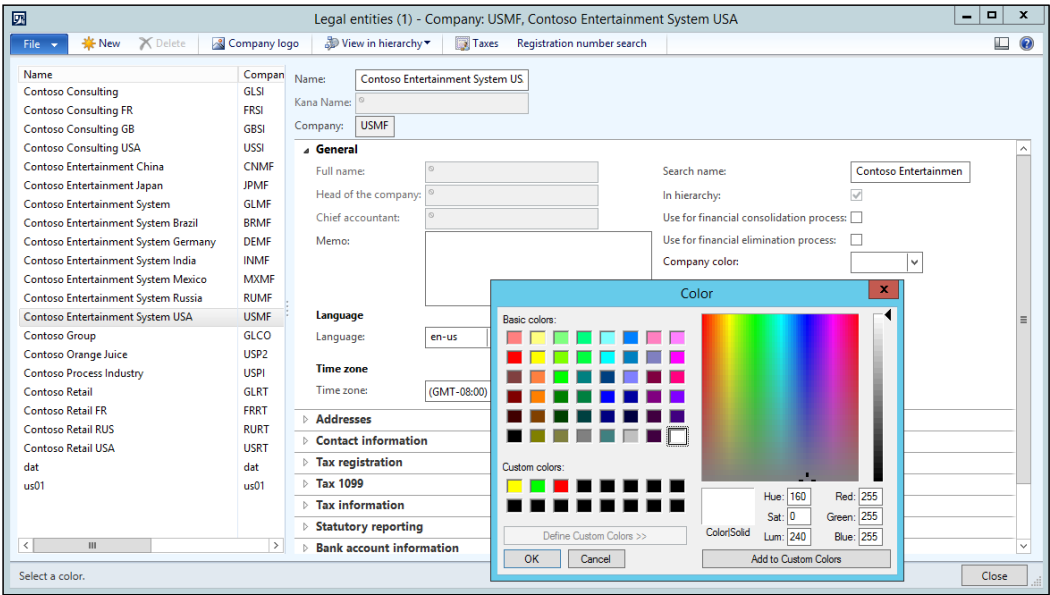 Legal entities (1) - Company: USMF, Contoso Entertainment System USA
File New Delete Company logo View in hierarchy Taxes Registration number search
Name Compan
Contoso Consulting GLSI
Contoso Consulting FR FRSI
Contoso Consulting GB GBSI
Contoso Consulting USA USSI
Contoso Entertainment China CNMF
Contoso Entertainment Japan JPMF
Contoso Entertainment System GLMF
Contoso Entertainment System Brazil BRMF
Contoso Entertainment System Germany DEMF
Contoso Entertainment System India INMF
Contoso Entertainment System Mexico MXMF
Contoso Entertainment System Russia RUMF
Contoso Entertainment System USA USMF
Contoso Group GLCO
Contoso Orange Juice USP2
Contoso Process Industry USPI
Contoso Retail GLRT
Contoso Retail FR FRRT
Contoso Retail RUS RURT
Contoso Retail USA USRT
dat dat
us01 us01
Name: Contoso Entertainment System US
Kana Name:
Company: USMF
General
Full name:
Head of the company:
Chief accountant:
Memo:
Search name: Contoso Entertainmen
In hierarchy:
Use for financial consolidation process:
Use for financial elimination process:
Company color:
Language
Language: en-us
Time zone
Time zone: (GMT-08:00)
Addresses
Contact information
Tax registration
Tax 1099
Tax information
Statutory reporting
Bank account information
Color
Basic colors:
Custom colors:
Define Custom Colors >>
OK Cancel
Color|Solid
Hue: 160 Red: 255
Sat: 0 Green: 255
Lum: 240 Blue: 255
Add to Custom Colors
Select a color.
Close